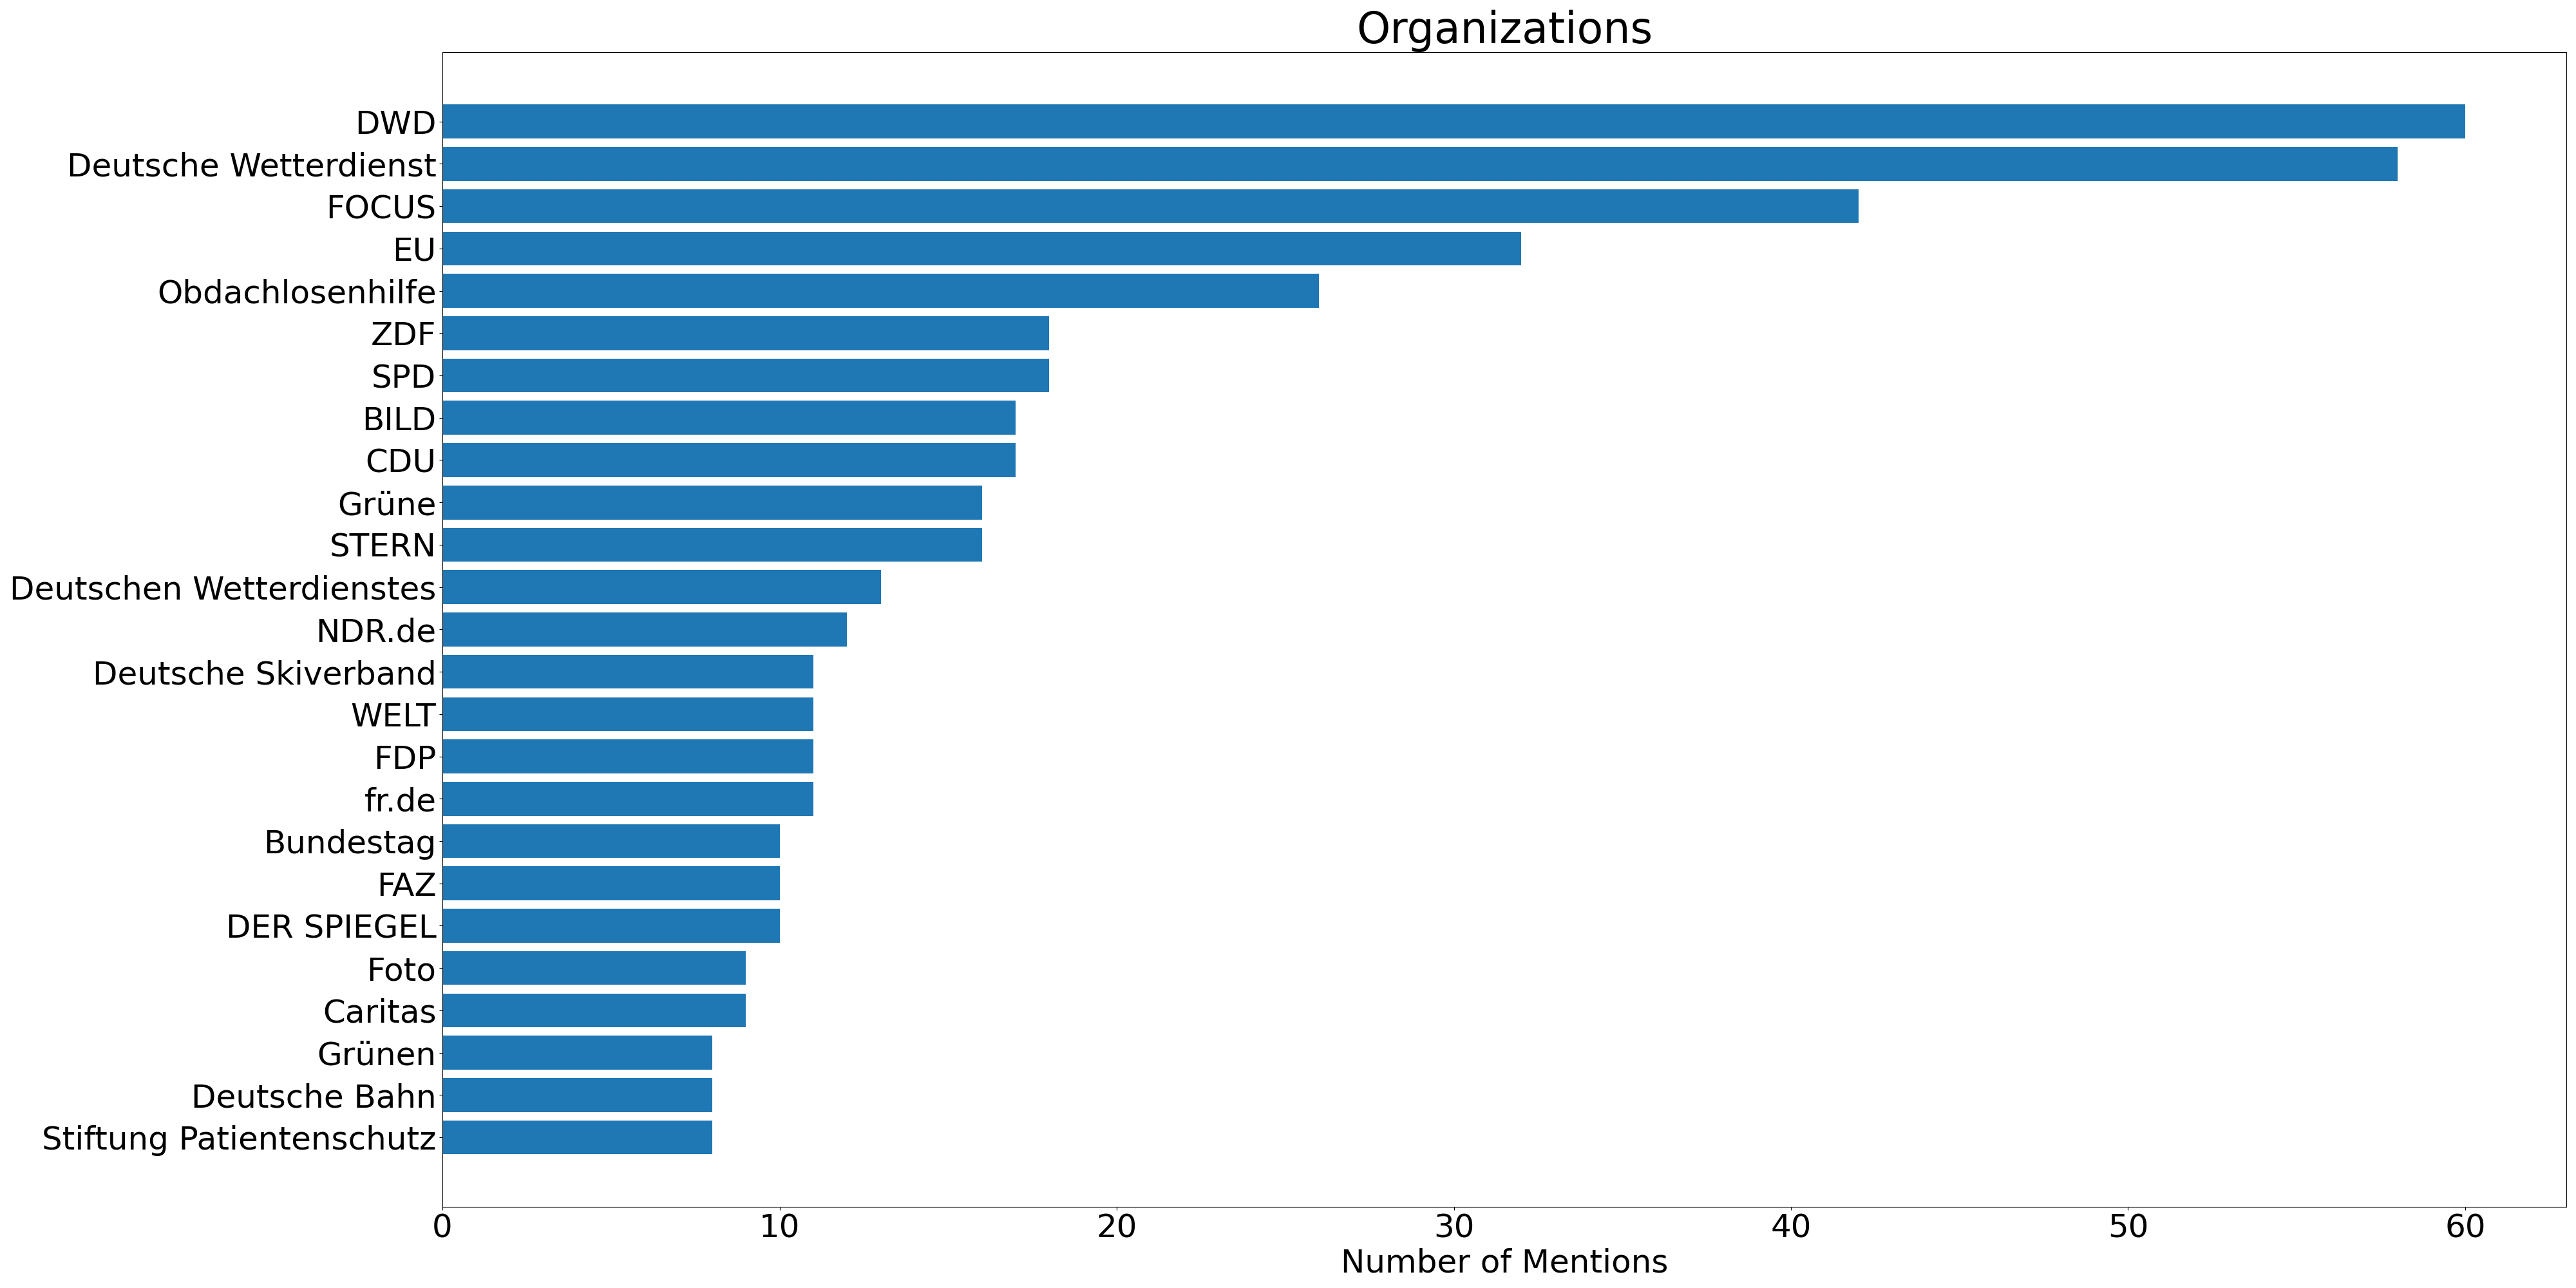 Organizations
DWD
Deutsche Wetterdienst
FOCUS
EU
Obdachlosenhilfe
ZDF
SPD
BILD
CDU
Grüne
STERN
Deutschen Wetterdienstes
NDR.de
Deutsche Skiverband
WELT
FDP
fr.de
Bundestag
FAZ
DER SPIEGEL
Foto
Caritas
Grünen
Deutsche Bahn
Stiftung Patientenschutz
0 10 20 30 40 50 60
Number of Mentions